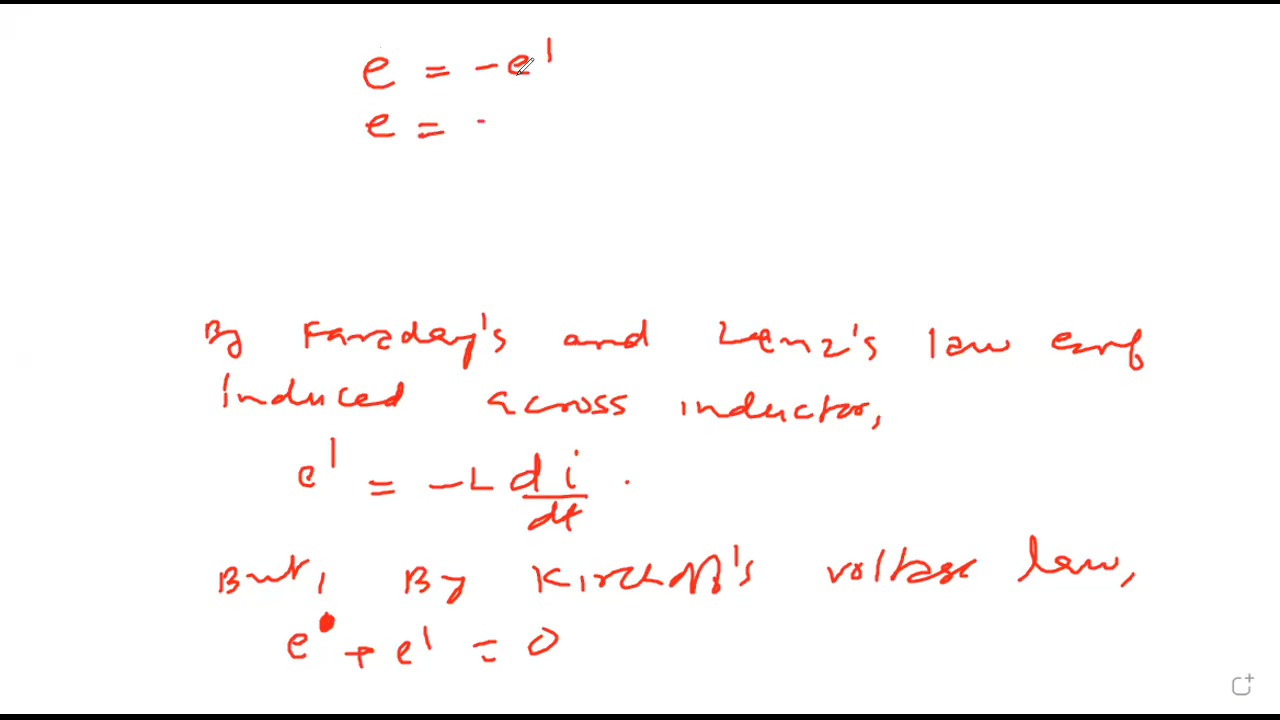 e = -e'
e = -
By Faraday's and Lenz's law emf
induced across inductor,
e' = -L di/dt .
But, By Kirchoff's voltage law,
e + e' = 0